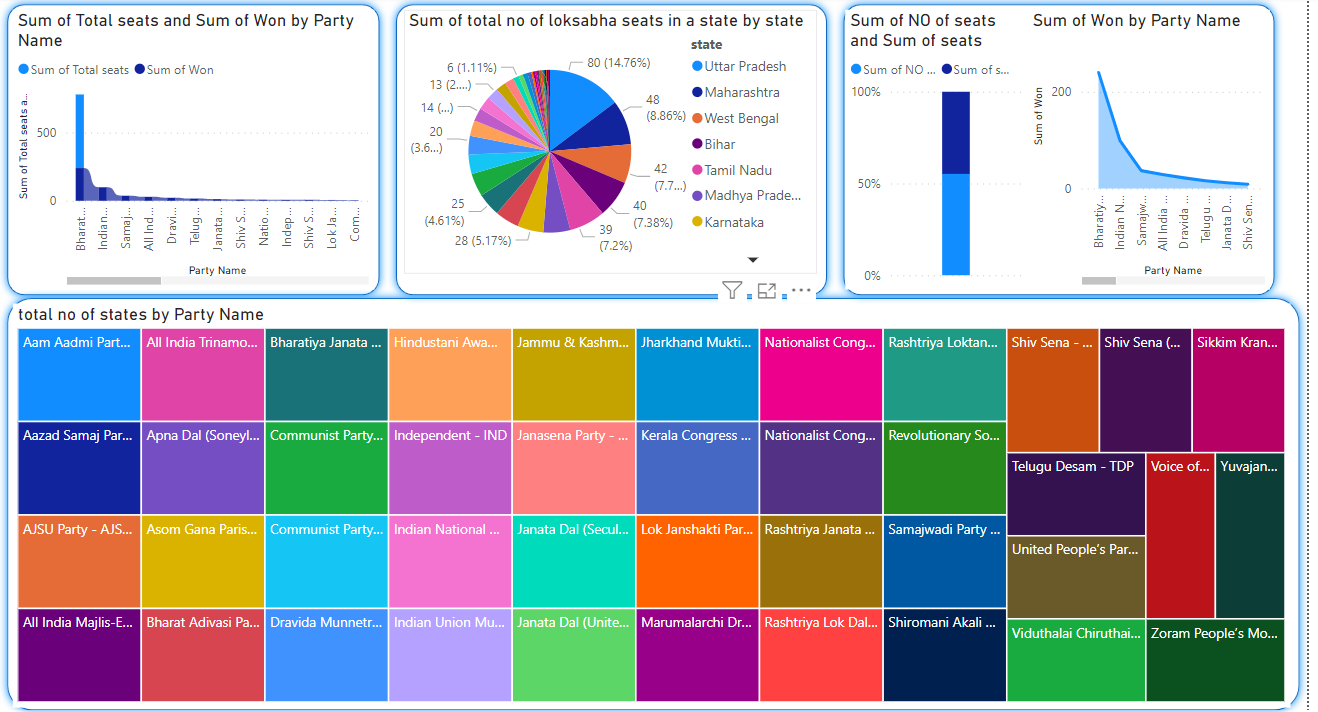 Sum of Total seats and Sum of Won by Party
Name
Sum of Total seats
Sum of Won
Sum of Total seats a...
500
0
Bharat...
Indian...
Samaj...
All Ind...
Dravi...
Telug...
Janata...
Shiv S...
Natio...
Indep...
Shiv S...
Lok Ja...
Com...
Party Name
Sum of total no of loksabha seats in a state by state
80 (14.76%)
48
(8.86%)
42
(7.7...)
40
(7.38%)
39
(7.2%)
28 (5.17%)
25
(4.61%)
20
(3.6...)
14 (...)
13 (2....)
6 (1.11%)
state
Uttar Pradesh
Maharashtra
West Bengal
Bihar
Tamil Nadu
Madhya Prade...
Karnataka
Sum of NO of seats
and Sum of seats
Sum of NO ...
Sum of s...
100%
50%
0%
Sum of Won by Party Name
Sum of Won
200
0
Bharatiy...
Indian N...
Samajw...
All India ...
Dravida ...
Telugu ...
Janata D...
Shiv Sen...
Party Name
total no of states by Party Name
Aam Aadmi Part...
All India Trinamo...
Bharatiya Janata ...
Hindustani Awa...
Jammu & Kashm...
Jharkhand Mukti...
Nationalist Cong...
Rashtriya Loktan...
Shiv Sena - ...
Shiv Sena (...
Sikkim Kran...
Aazad Samaj Par...
Apna Dal (Soneyl...
Communist Party...
Independent - IND
Janasena Party - ...
Kerala Congress ...
Nationalist Cong...
Revolutionary So...
Telugu Desam - TDP
Voice of...
Yuvajan...
AJSU Party - AJS...
Asom Gana Paris...
Communist Party...
Indian National ...
Janata Dal (Secul...
Lok Janshakti Par...
Rashtriya Janata ...
Samajwadi Party ...
United People's Par...
All India Majlis-E...
Bharat Adivasi Pa...
Dravida Munnetr...
Indian Union Mu...
Janata Dal (Unite...
Marumalarchi Dr...
Rashtriya Lok Dal...
Shiromani Akali ...
Viduthalai Chiruthai...
Zoram People's Mo...